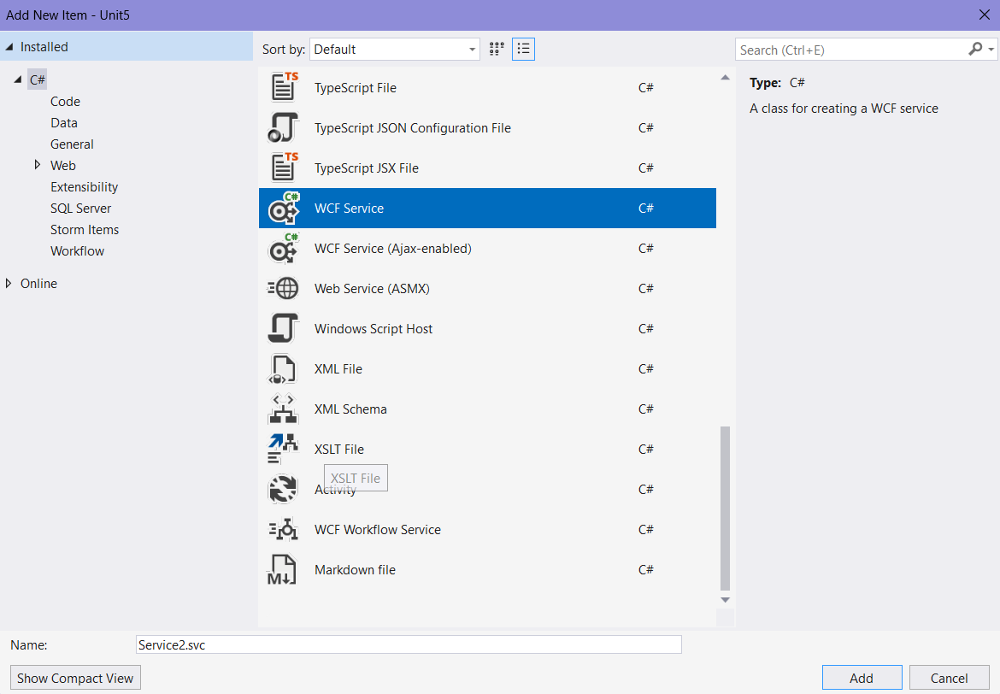 Add New Item - Unit5
Installed
C#
Code
Data
General
Web
Extensibility
SQL Server
Storm Items
Workflow
Online
Sort by: Default
TS TypeScript File C#
TypeScript JSON Configuration File C#
TS TypeScript JSX File C#
C# WCF Service C#
C# WCF Service (Ajax-enabled) C#
Web Service (ASMX) C#
Windows Script Host C#
XML File C#
XML Schema C#
XSLT File C#
XSLT File
Activity C#
WCF Workflow Service C#
M Markdown file C#
Search (Ctrl+E)
Type: C#
A class for creating a WCF service
Name: Service2.svc
Show Compact View
Add
Cancel